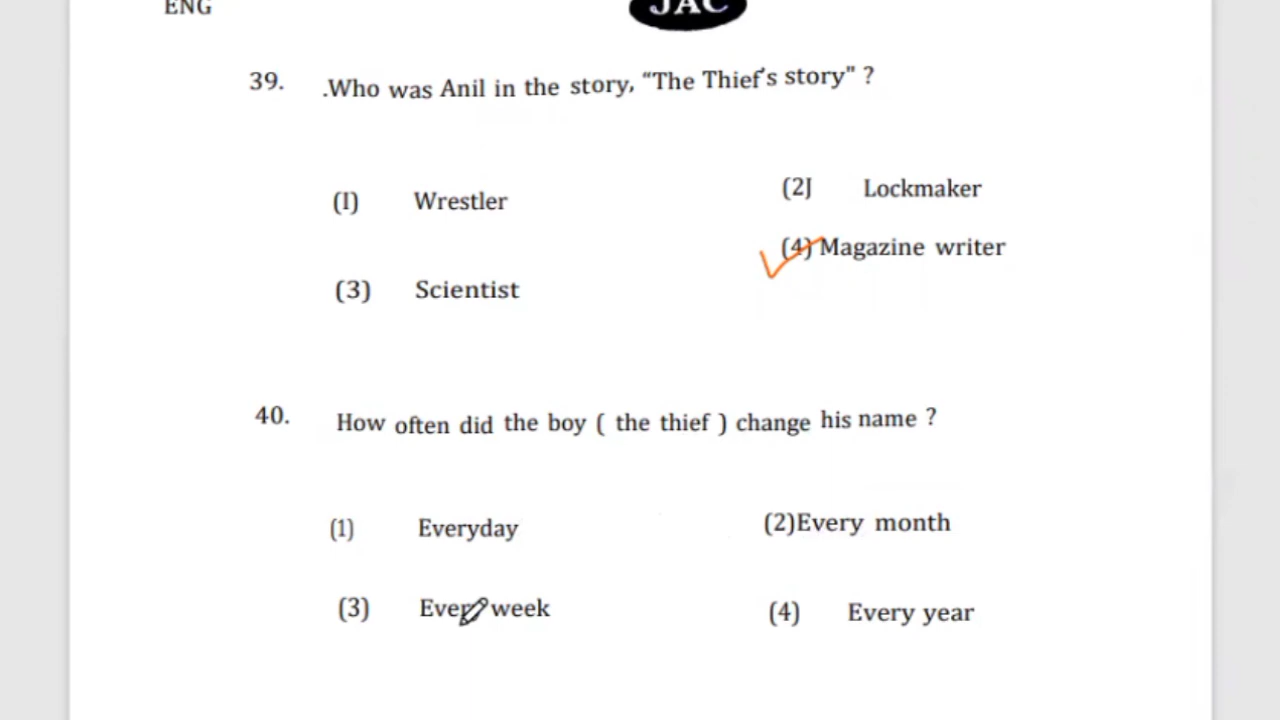 ENG
JAC
39. .Who was Anil in the story, “The Thief's story" ?
(I) Wrestler (2J Lockmaker
(4) Magazine writer
(3) Scientist
40. How often did the boy ( the thief ) change his name ?
(1) Everyday (2)Every month
(3) Every week (4) Every year